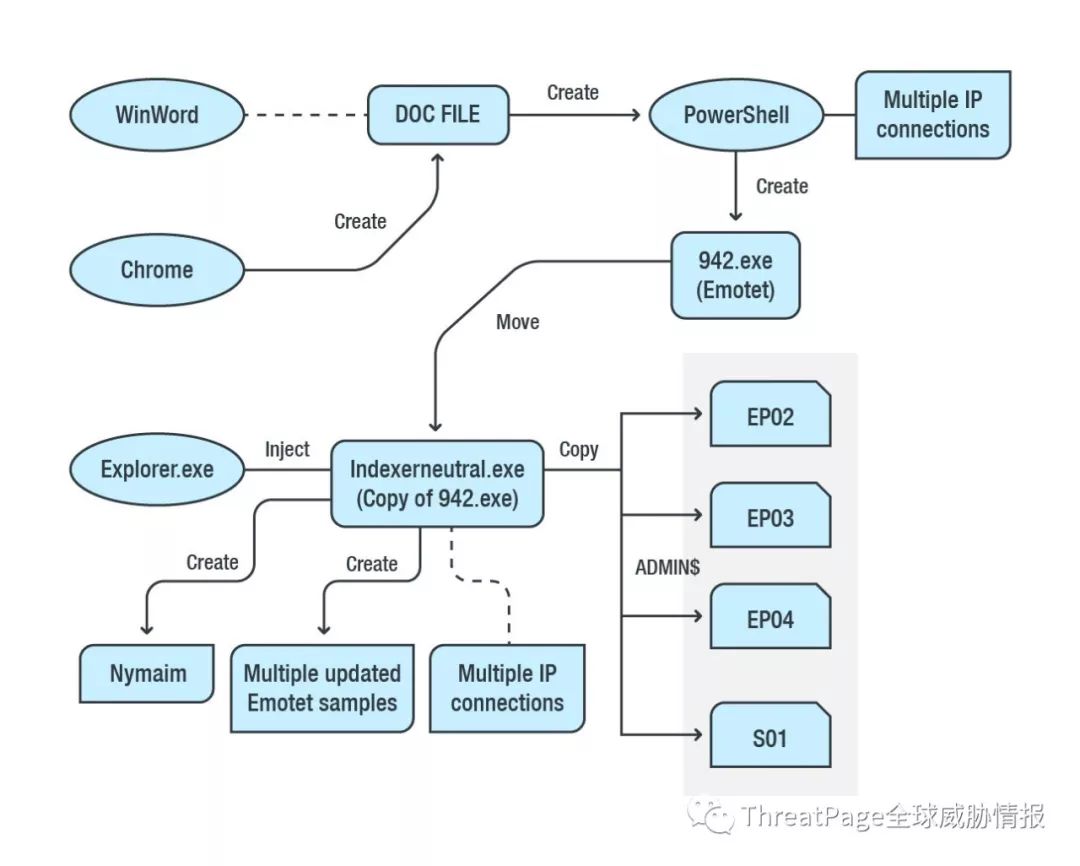 WinWord
DOC FILE
Create
PowerShell
Multiple IP
connections
Create
Create
Chrome
942.exe
(Emotet)
Move
EP02
Explorer.exe
Inject
Indexerneutral.exe
(Copy of 942.exe)
Copy
EP03
Create
Create
ADMIN$
EP04
Nymaim
Multiple updated
Emotet samples
Multiple IP
connections
S01
ThreatPage全球威胁情报